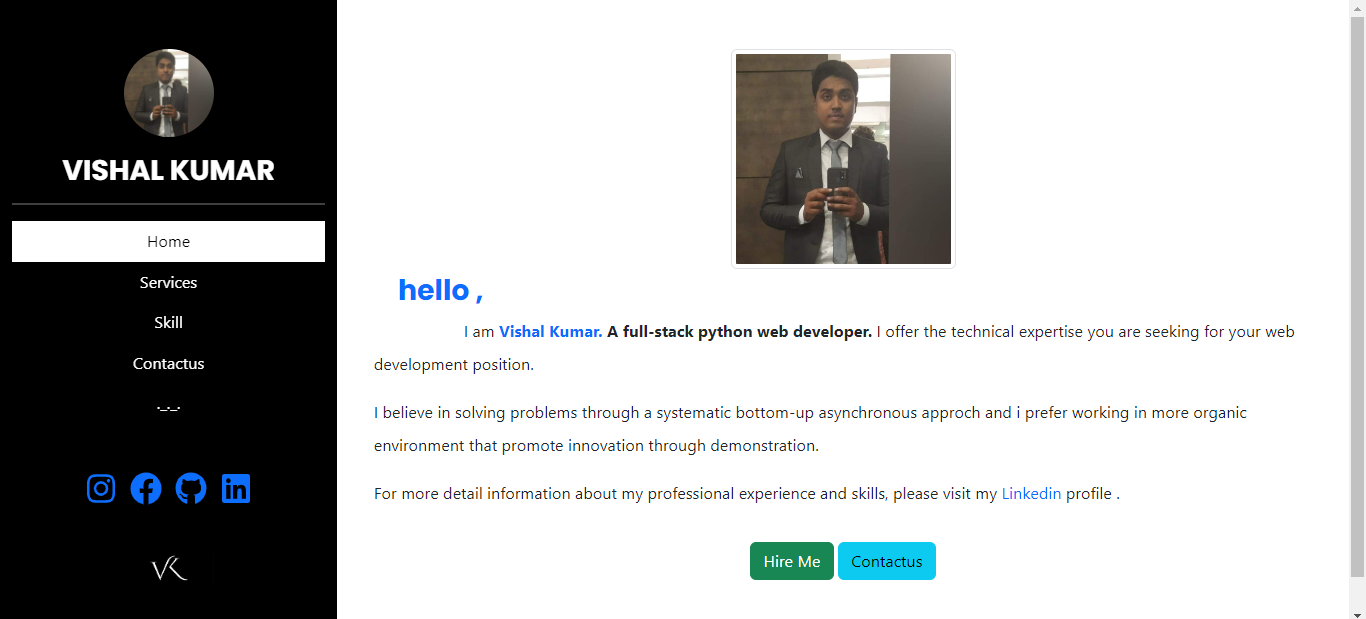 VISHAL KUMAR
Home
Services
Skill
Contactus
._._.
VK
hello ,
I am Vishal Kumar. A full-stack python web developer. I offer the technical expertise you are seeking for your web
development position.
I believe in solving problems through a systematic bottom-up asynchronous approch and i prefer working in more organic
environment that promote innovation through demonstration.
For more detail information about my professional experience and skills, please visit my Linkedin profile .
Hire Me
Contactus